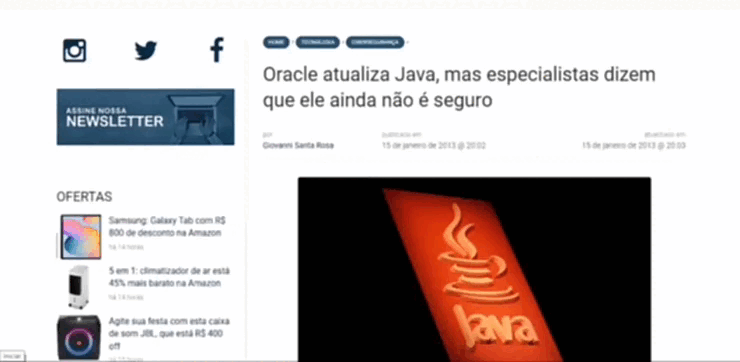 HOME
TECNOLOGIA
CIBERSEGURANÇA
Oracle atualiza Java, mas especialistas dizem
que ele ainda não é seguro
por
publicado em
atualizado em
Giovanni Santa Rosa
15 de janeiro de 2013 @ 20:02
15 de janeiro de 2013 @ 20:03
ASSINE NOSSA
NEWSLETTER
OFERTAS
Samsung: Galaxy Tab com R$
800 de desconto na Amazon
há 14 horas
5 em 1: climatizador de ar está
45% mais barato na Amazon
há 14 horas
Agite sua festa com esta caixa
de som JBL, que está R$ 400
off
Java
Iniciar